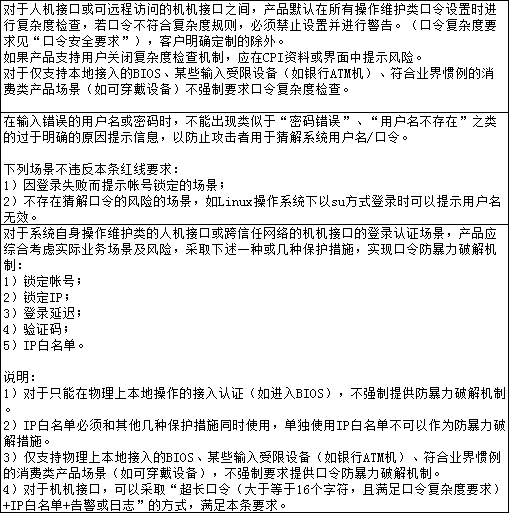 对于人机接口或可远程访问的机机接口之间，产品默认在所有操作维护类口令设置时进
行复杂度检查，若口令不符合复杂度规则，必须禁止设置并进行警告。（口令复杂度要
求见“口令安全要求”），客户明确定制的除外。
如果产品支持用户关闭复杂度检查机制，应在CPI资料或界面中提示风险。
对于仅支持本地接入的BIOS、某些输入受限设备（如银行ATM机）、符合业界惯例的消
费类产品场景（如可穿戴设备）不强制要求口令复杂度检查。
在输入错误的用户名或密码时，不能出现类似于“密码错误”、“用户名不存在”之类
的过于明确的原因提示信息，以防止攻击者用于猜解系统用户名/口令。
下列场景不违反本条红线要求：
1）因登录失败而提示帐号锁定的场景；
2）不存在猜解口令的风险的场景，如Linux操作系统下以su方式登录时可以提示用户名
无效。
对于系统自身操作维护类的人机接口或跨信任网络的机机接口的登录认证场景，产品应
综合考虑实际业务场景及风险，采取下述一种或几种保护措施，实现口令防暴力破解机
制：
1）锁定帐号；
2）锁定IP；
3）登录延迟；
4）验证码；
5）IP白名单。
说明：
1）对于只能在物理上本地操作的接入认证（如进入BIOS），不强制提供防暴力破解机制
。
2）IP白名单必须和其他几种保护措施同时使用，单独使用IP白名单不可以作为防暴力破
解措施。
3）仅支持物理上本地接入的BIOS、某些输入受限设备（如银行ATM机）、符合业界惯例
的消费类产品场景（如可穿戴设备），不强制要求提供口令防暴力破解机制。
4）对于机机接口，可以采取“超长口令（大于等于16个字符，且满足口令复杂度要求）
+IP白名单+告警或日志”的方式，满足本条要求。